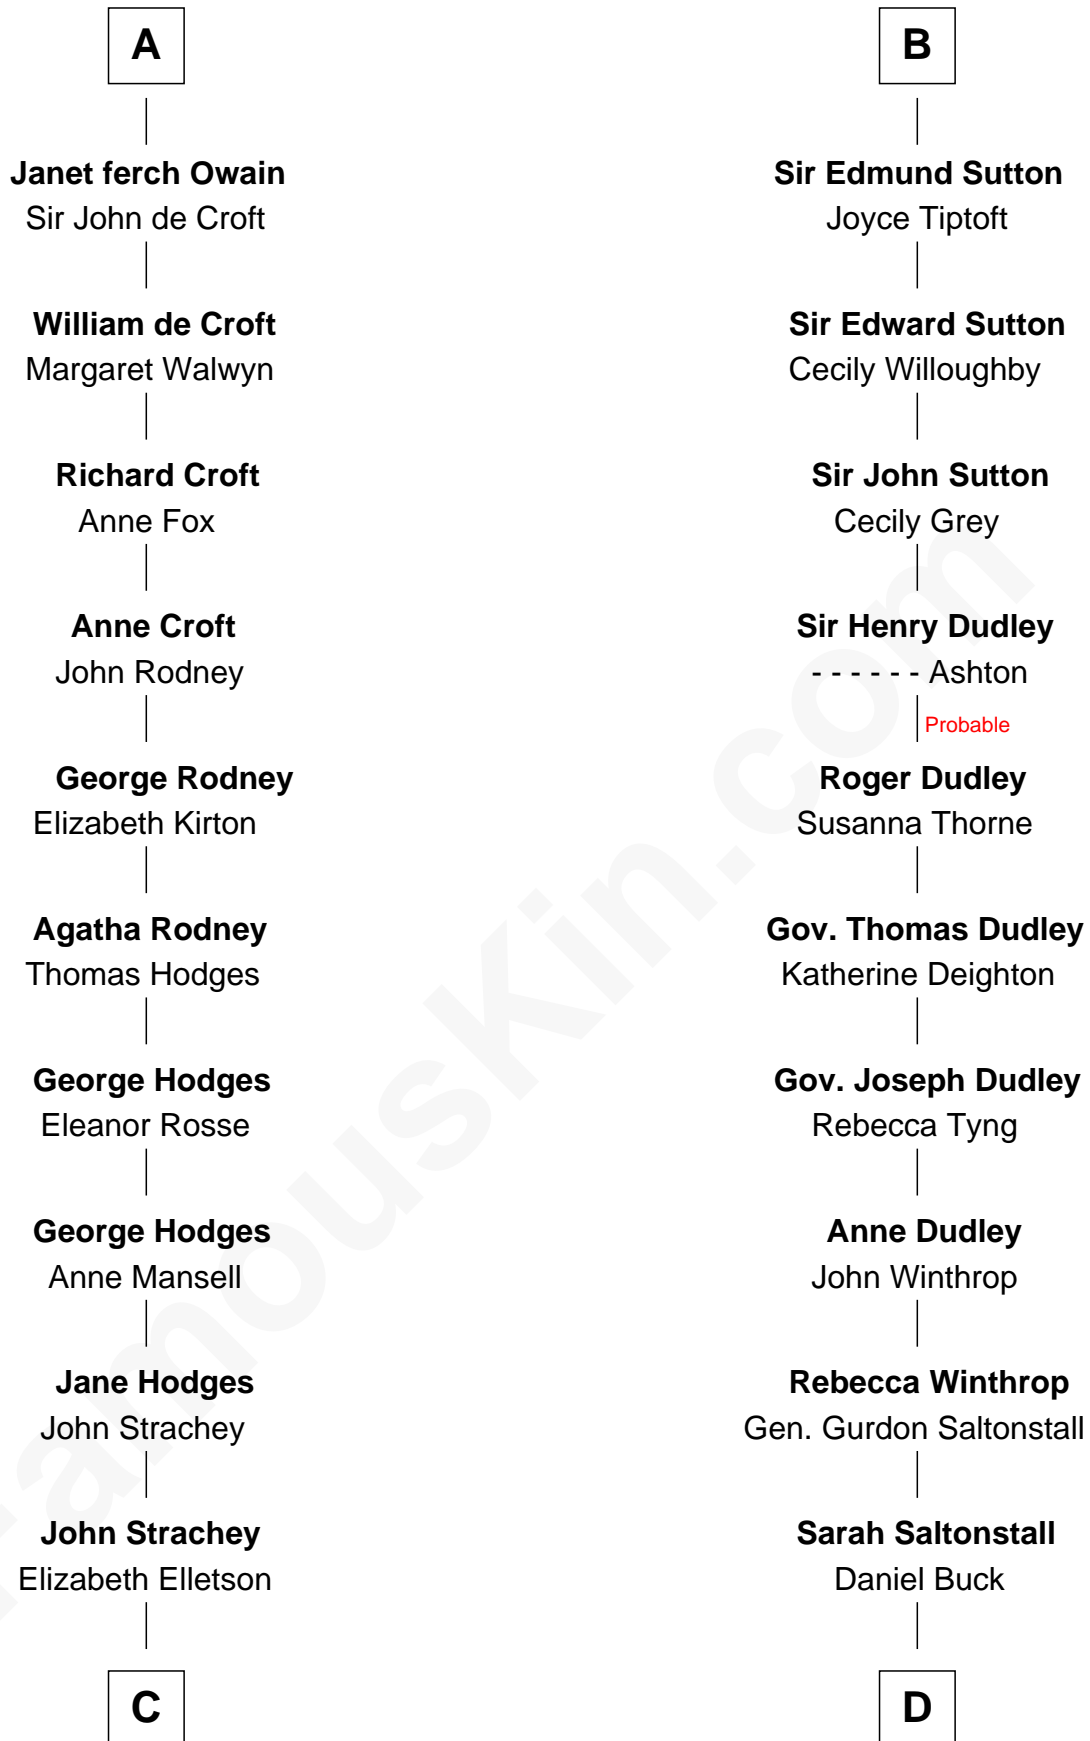 A
Janet ferch Owain
Sir John de Croft
William de Croft
Margaret Walwyn
Richard Croft
Anne Fox
Anne Croft
John Rodney
George Rodney
Elizabeth Kirton
Agatha Rodney
Thomas Hodges
George Hodges
Eleanor Rosse
George Hodges
Anne Mansell
Jane Hodges
John Strachey
John Strachey
Elizabeth Elletson
C
B
Sir Edmund Sutton
Joyce Tiptoft
Sir Edward Sutton
Cecily Willoughby
Sir John Sutton
Cecily Grey
Sir Henry Dudley
- - - - - - Ashton
Probable
Roger Dudley
Susanna Thorne
Gov. Thomas Dudley
Katherine Deighton
Gov. Joseph Dudley
Rebecca Tyng
Anne Dudley
John Winthrop
Rebecca Winthrop
Gen. Gurdon Saltonstall
Sarah Saltonstall
Daniel Buck
D
FamousKin.com